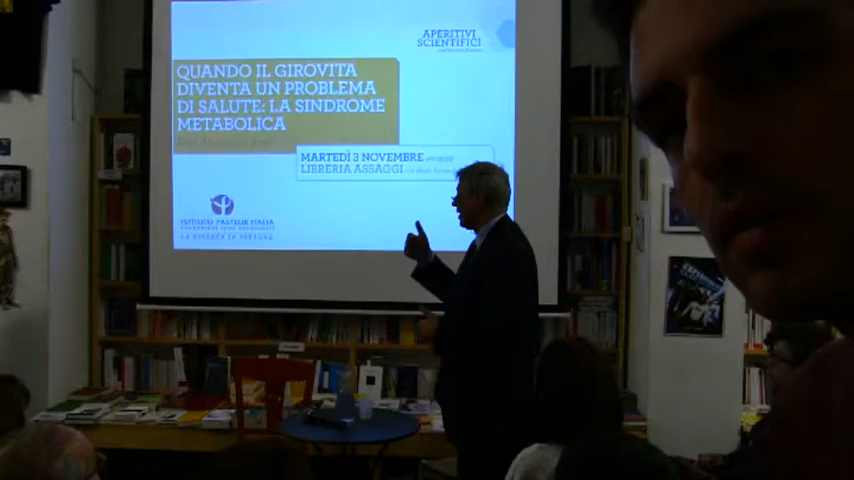 APERITIVI
SCIENTIFICI
QUANDO IL GIROVITA
DIVENTA UN PROBLEMA
DI SALUTE: LA SINDROME
METABOLICA
MARTEDÌ 3 NOVEMBRE
LIBRERIA ASSAGGI
ISTITUTO PASTEUR ITALIA